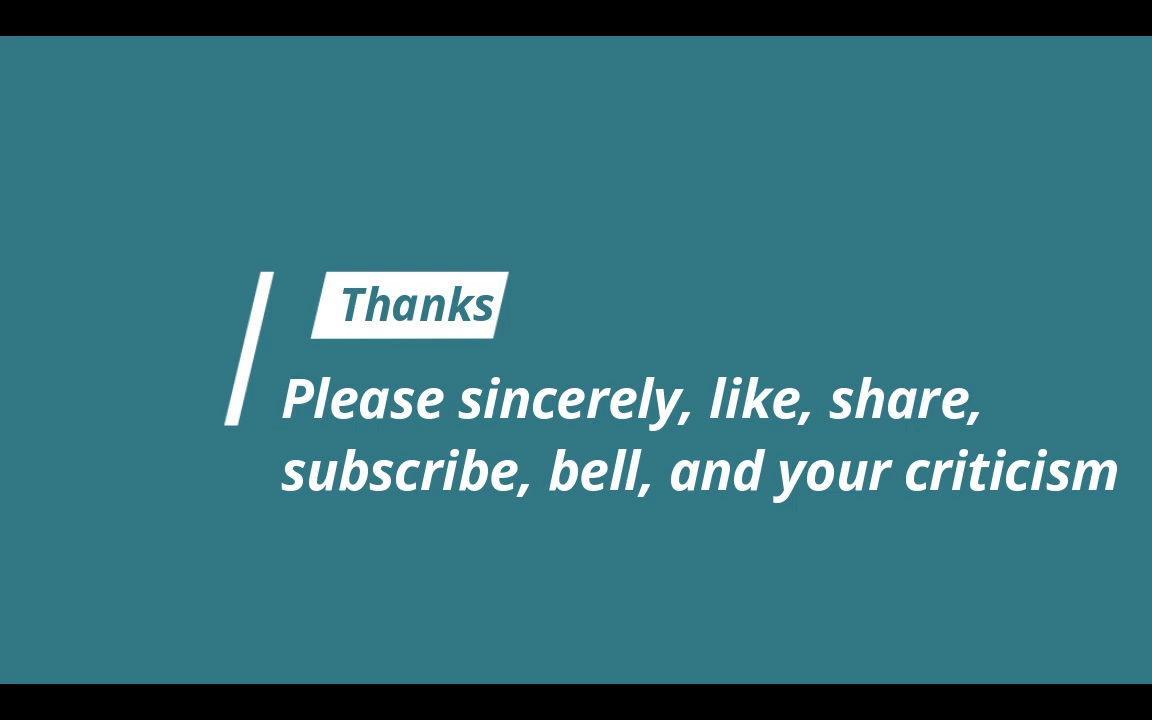 Thanks
Please sincerely, like, share,
subscribe, bell, and your criticism